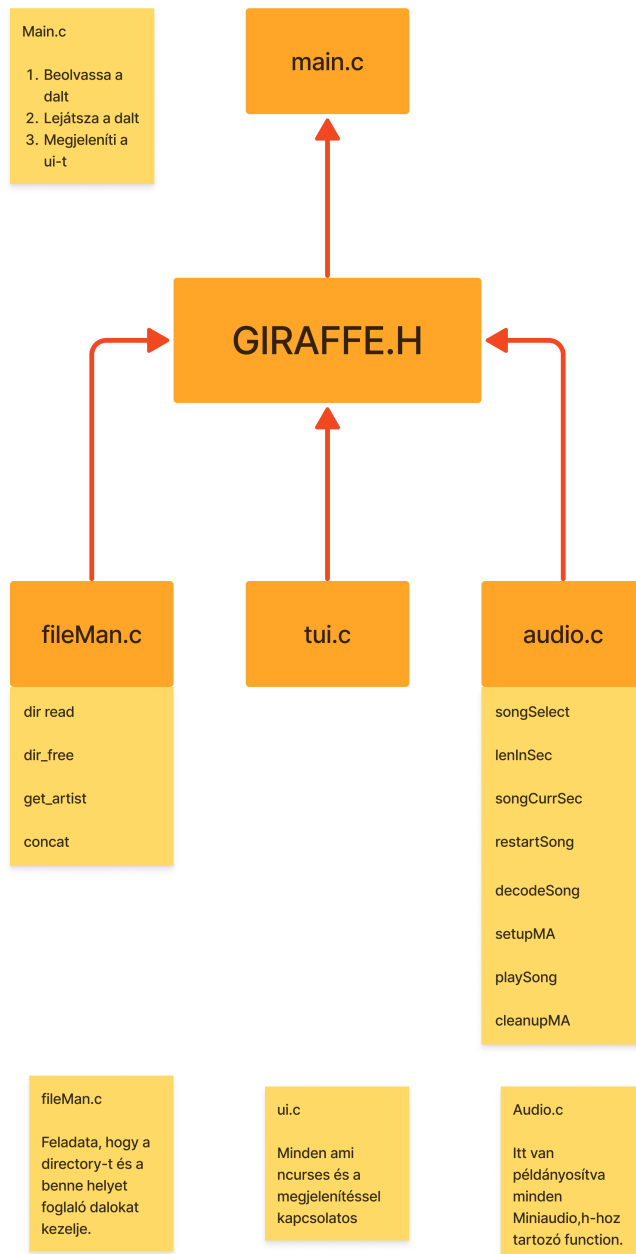 Main.c
1. Beolvassa a
dalt
2. Lejátsza a dalt
3. Megjeleníti a
ui-t
main.c
GIRAFFE.H
fileMan.c
dir read
dir_free
get_artist
concat
tui.c
audio.c
songSelect
lenInSec
songCurrSec
restartSong
decodeSong
setupMA
playSong
cleanupMA
fileMan.c
Feladata, hogy a
directory-t és a
benne helyet
foglaló dalokat
kezelje.
ui.c
Minden ami
ncurses és a
megjelenítéssel
kapcsolatos
Audio.c
Itt van
példányosítva
minden
Miniaudio,h-hoz
tartozó function.